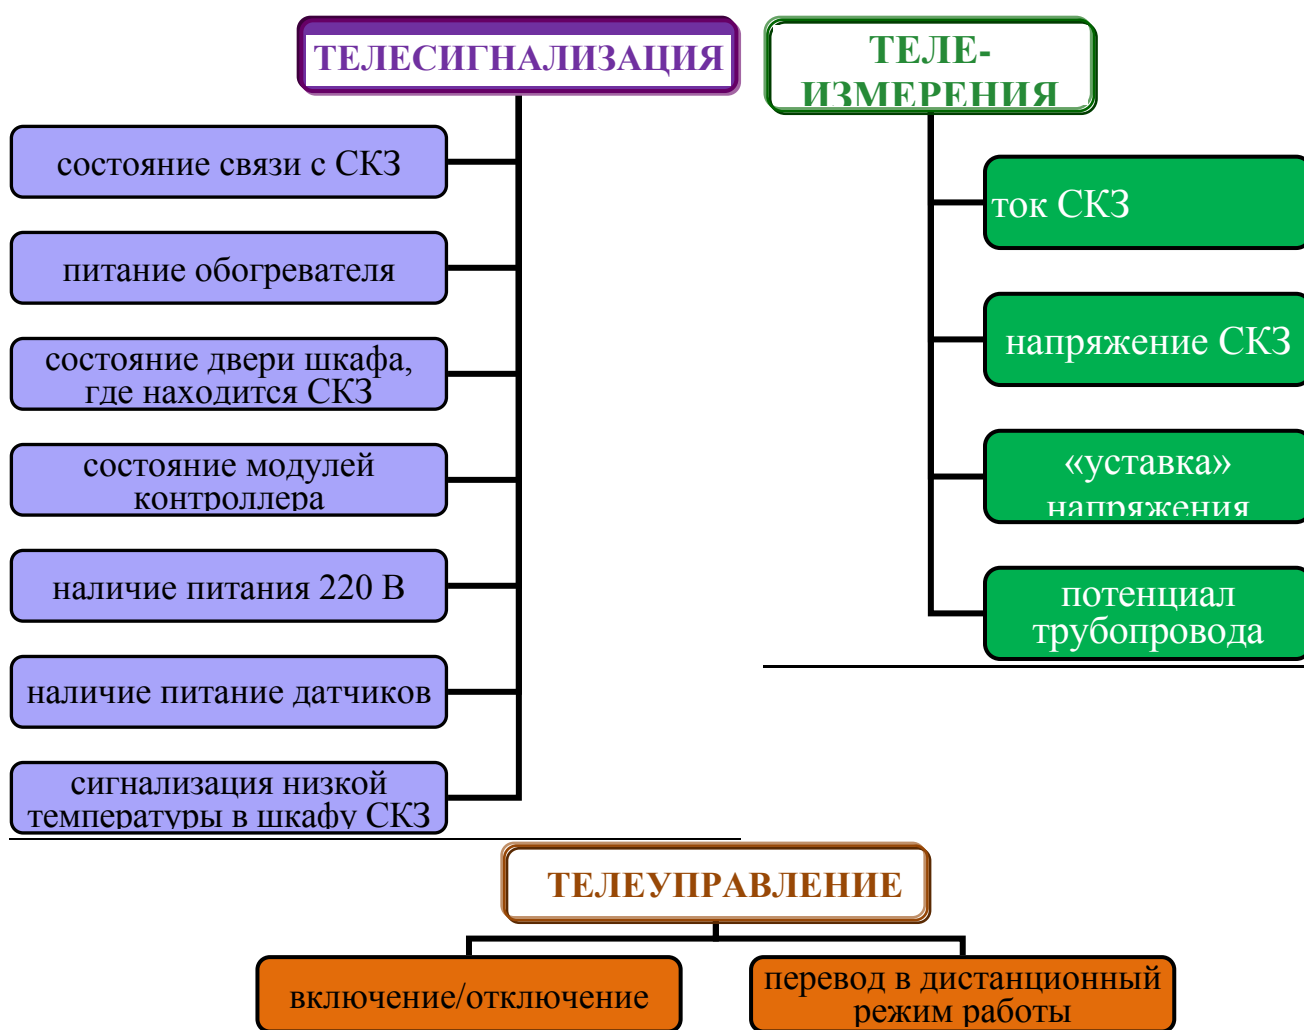 ТЕЛЕСИГНАЛИЗАЦИЯ
состояние связи с СКЗ
питание обогревателя
состояние двери шкафа,
где находится СКЗ
состояние модулей
контроллера
наличие питания 220 В
наличие питание датчиков
сигнализация низкой
температуры в шкафу СКЗ
ТЕЛЕ-
ИЗМЕРЕНИЯ
ток СКЗ
напряжение СКЗ
«уставка»
напряжения
потенциал
трубопровода
ТЕЛЕУПРАВЛЕНИЕ
включение/отключение
перевод в дистанционный
режим работы